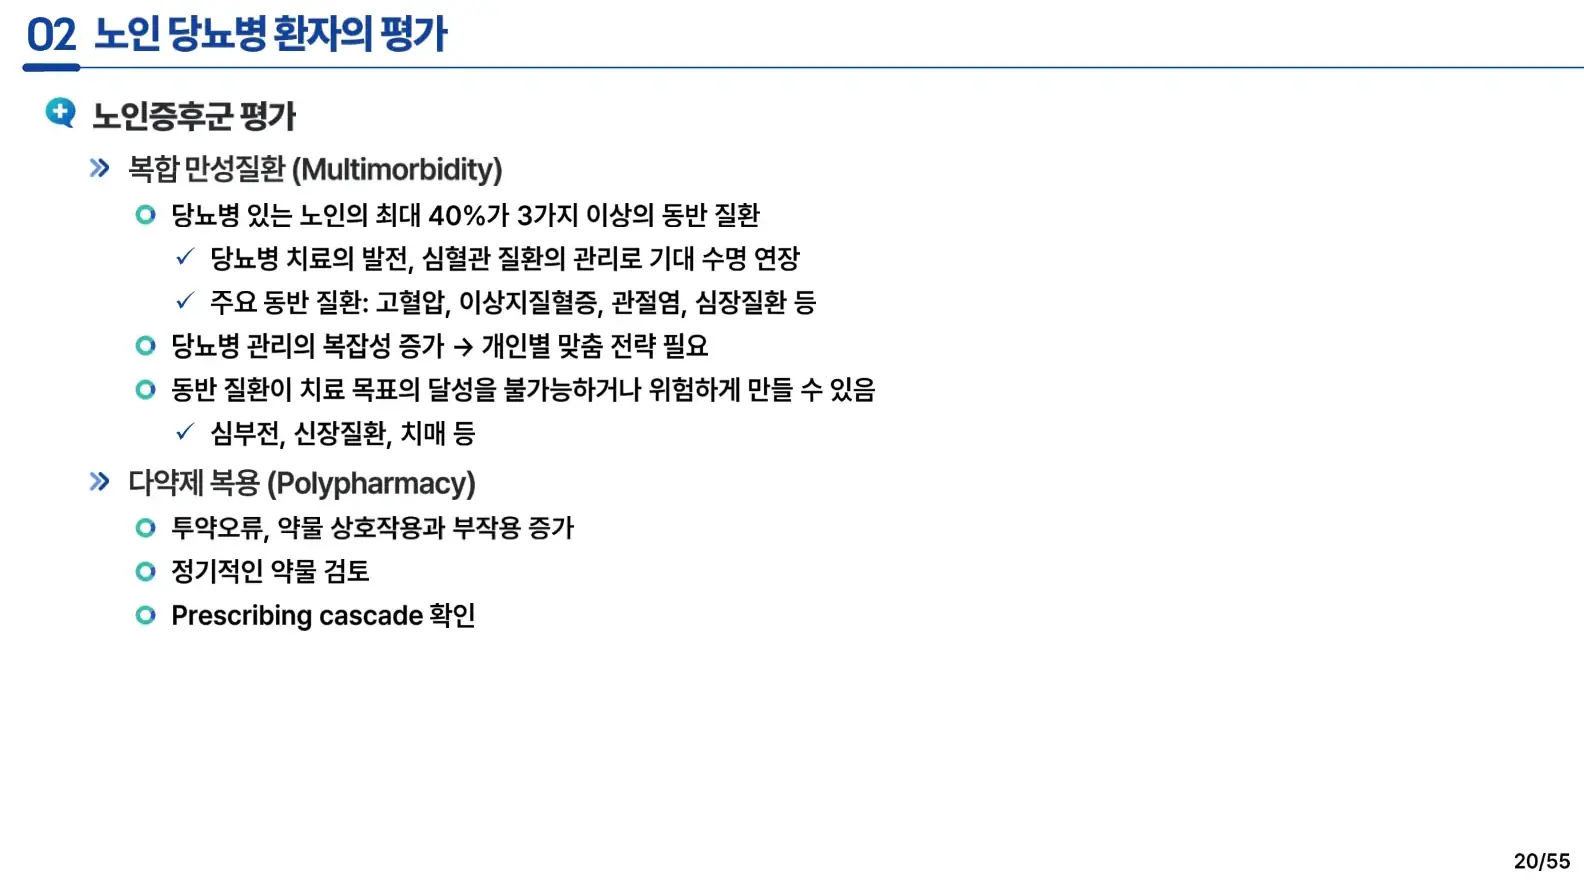 02 노인 당뇨병 환자의 평가
노인증후군 평가
복합 만성질환 (Multimorbidity)
당뇨병 있는 노인의 최대 40%가 3가지 이상의 동반 질환
당뇨병 치료의 발전, 심혈관 질환의 관리로 기대 수명 연장
주요 동반 질환: 고혈압, 이상지질혈증, 관절염, 심장질환 등
당뇨병 관리의 복잡성 증가 → 개인별 맞춤 전략 필요
동반 질환이 치료 목표의 달성을 불가능하거나 위험하게 만들 수 있음
심부전, 신장질환, 치매 등
다약제 복용 (Polypharmacy)
투약오류, 약물 상호작용과 부작용 증가
정기적인 약물 검토
Prescribing cascade 확인
20/55